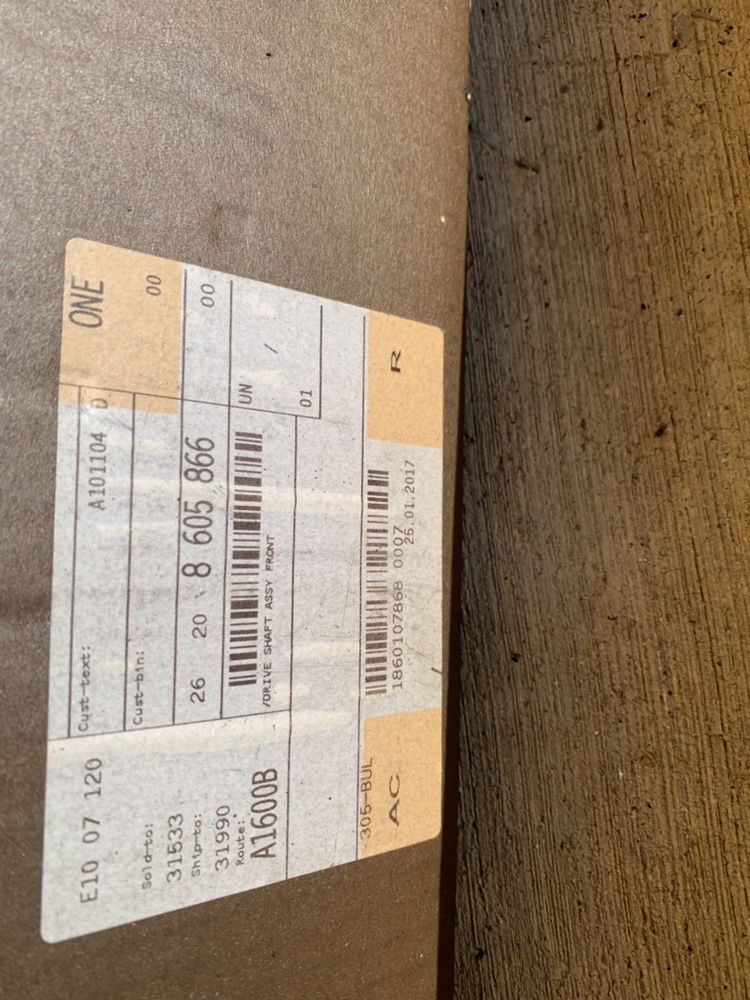 E10 07 120
Cust-text:
A101104 D
ONE
Sold-to:
31533
Cust-bin:
00
Ship-to:
31990
26 20 8 605 866
00
Route:
A1600B
UN /
/DRIVE SHAFT ASSY FRONT
01
305-BUL
AC
R
1860107868 0007
25.01.2017